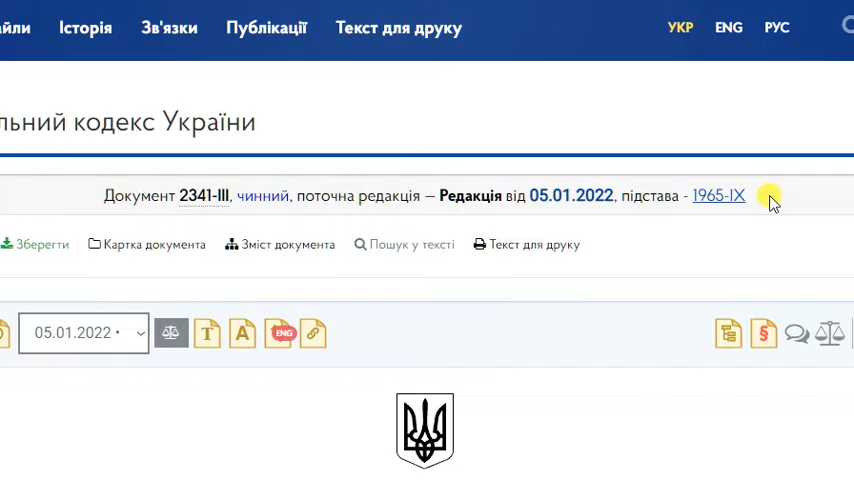 Історія Зв'язки Публікації Текст для друку УКР ENG РУС
кодекс України
Документ 2341-III, чинний, поточна редакція — Редакція від 05.01.2022, підстава - 1965-IX
Зберегти Картка документа Зміст документа Пошук у тексті Текст для друку
05.01.2022 • T A ENG §